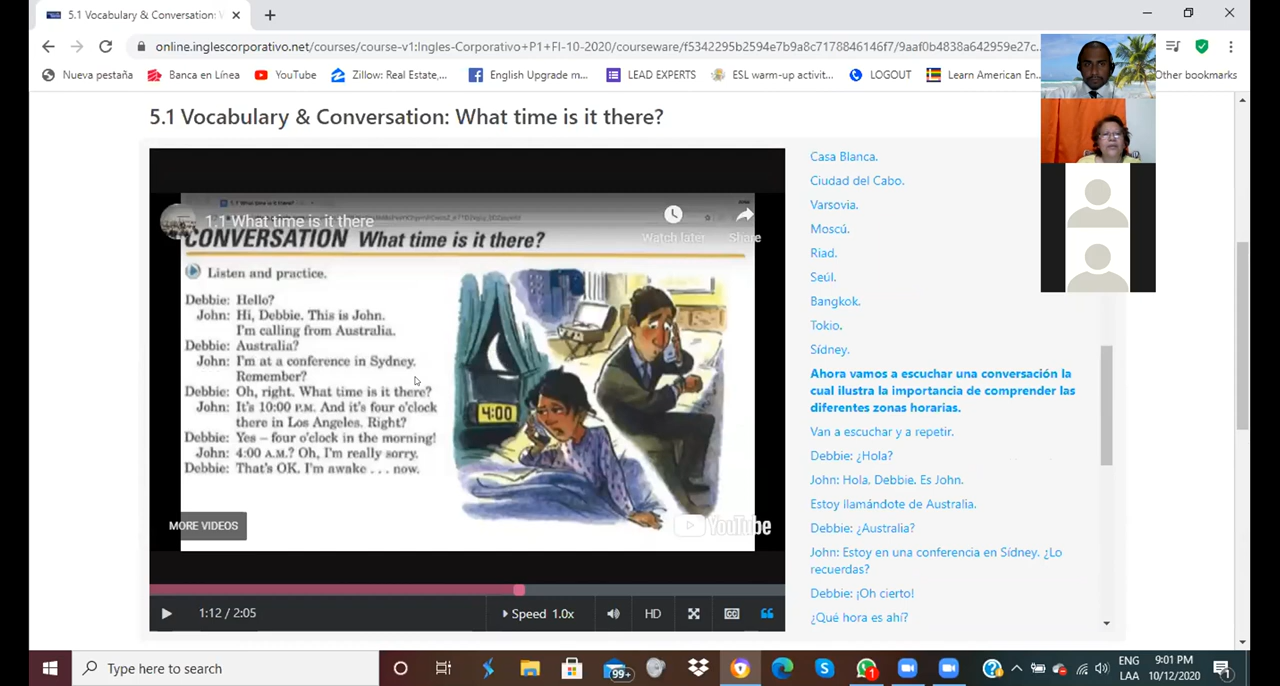 5.1 Vocabulary & Conversation: W
online.inglescorporativo.net/courses/course-v1:Ingles-Corporativo+P1+FI-10-2020/courseware/f5342295b2594e7b9a8c7178846146f7/9aaf0b4838a642959e27c...
Nueva pestaña
Banca en Línea
YouTube
Zillow: Real Estate,...
English Upgrade m...
LEAD EXPERTS
ESL warm-up activit...
LOGOUT
Learn American En...
Other bookmarks
5.1 Vocabulary & Conversation: What time is it there?
1.1 What time is it there
Watch later
Share
CONVERSATION What time is it there?
Listen and practice.
Debbie: Hello?
John: Hi, Debbie. This is John.
I'm calling from Australia.
Debbie: Australia?
John: I'm at a conference in Sydney.
Remember?
Debbie: Oh, right. What time is it there?
John: It's 10:00 P.M. And it's four o'clock
there in Los Angeles. Right?
Debbie: Yes – four o'clock in the morning!
John: 4:00 A.M.? Oh, I'm really sorry.
Debbie: That's OK. I'm awake . . . now.
4:00
MORE VIDEOS
YouTube
1:12 / 2:05
Speed 1.0x
HD
CC
Casa Blanca.
Ciudad del Cabo.
Varsovia.
Moscú.
Riad.
Seúl.
Bangkok.
Tokio.
Sídney.
Ahora vamos a escuchar una conversación la
cual ilustra la importancia de comprender las
diferentes zonas horarias.
Van a escuchar y a repetir.
Debbie: ¿Hola?
John: Hola, Debbie. Es John.
Estoy llamándote de Australia.
Debbie: ¿Australia?
John: Estoy en una conferencia en Sídney. ¿Lo
recuerdas?
Debbie: ¡Oh cierto!
¿Qué hora es ahí?
Type here to search
99+
1
ENG
LAA
9:01 PM
10/12/2020
1